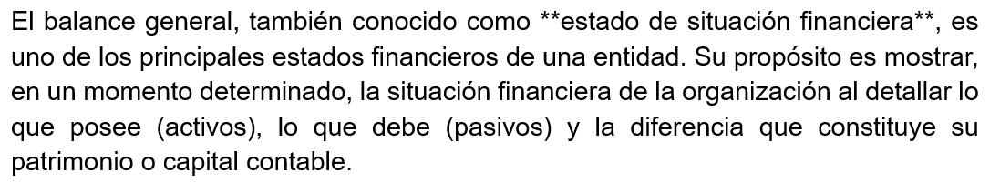 El balance general, también conocido como **estado de situación financiera**, es
uno de los principales estados financieros de una entidad. Su propósito es mostrar,
en un momento determinado, la situación financiera de la organización al detallar lo
que posee (activos), lo que debe (pasivos) y la diferencia que constituye su
patrimonio o capital contable.